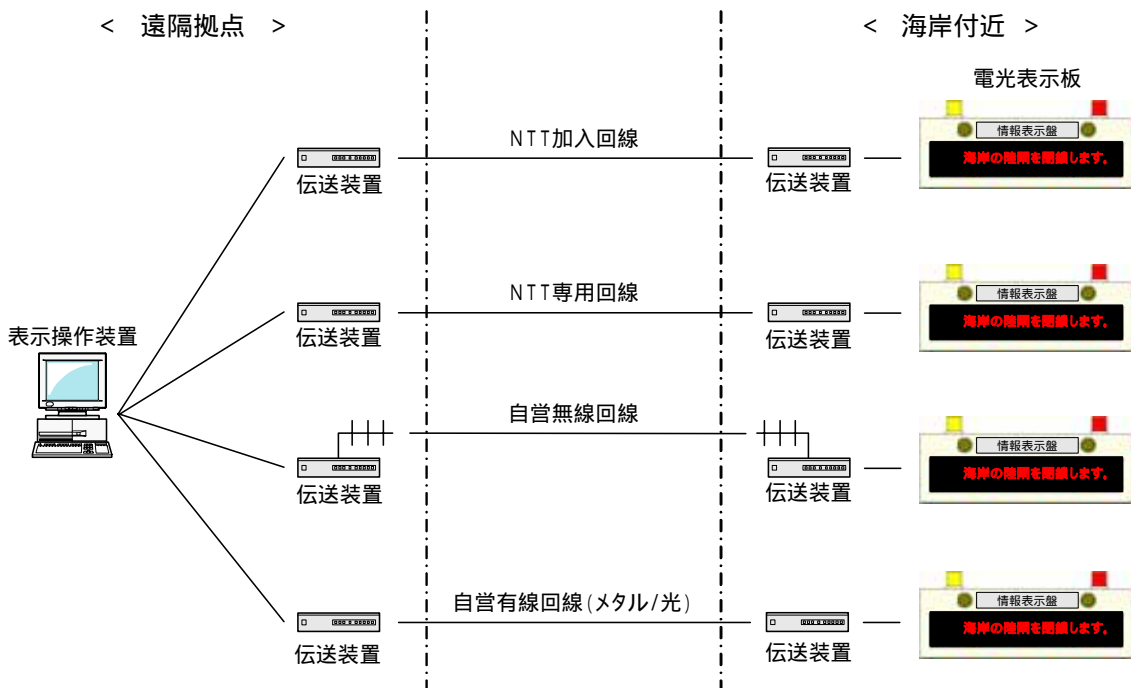 < 遠隔拠点 >
< 海岸付近 >
電光表示板
NTT加入回線
情報表示盤
海岸の陸閘を閉鎖します。
伝送装置
伝送装置
NTT専用回線
情報表示盤
海岸の陸閘を閉鎖します。
伝送装置
伝送装置
表示操作装置
自営無線回線
情報表示盤
海岸の陸閘を閉鎖します。
伝送装置
伝送装置
自営有線回線(メタル/光)
情報表示盤
海岸の陸閘を閉鎖します。
伝送装置
伝送装置